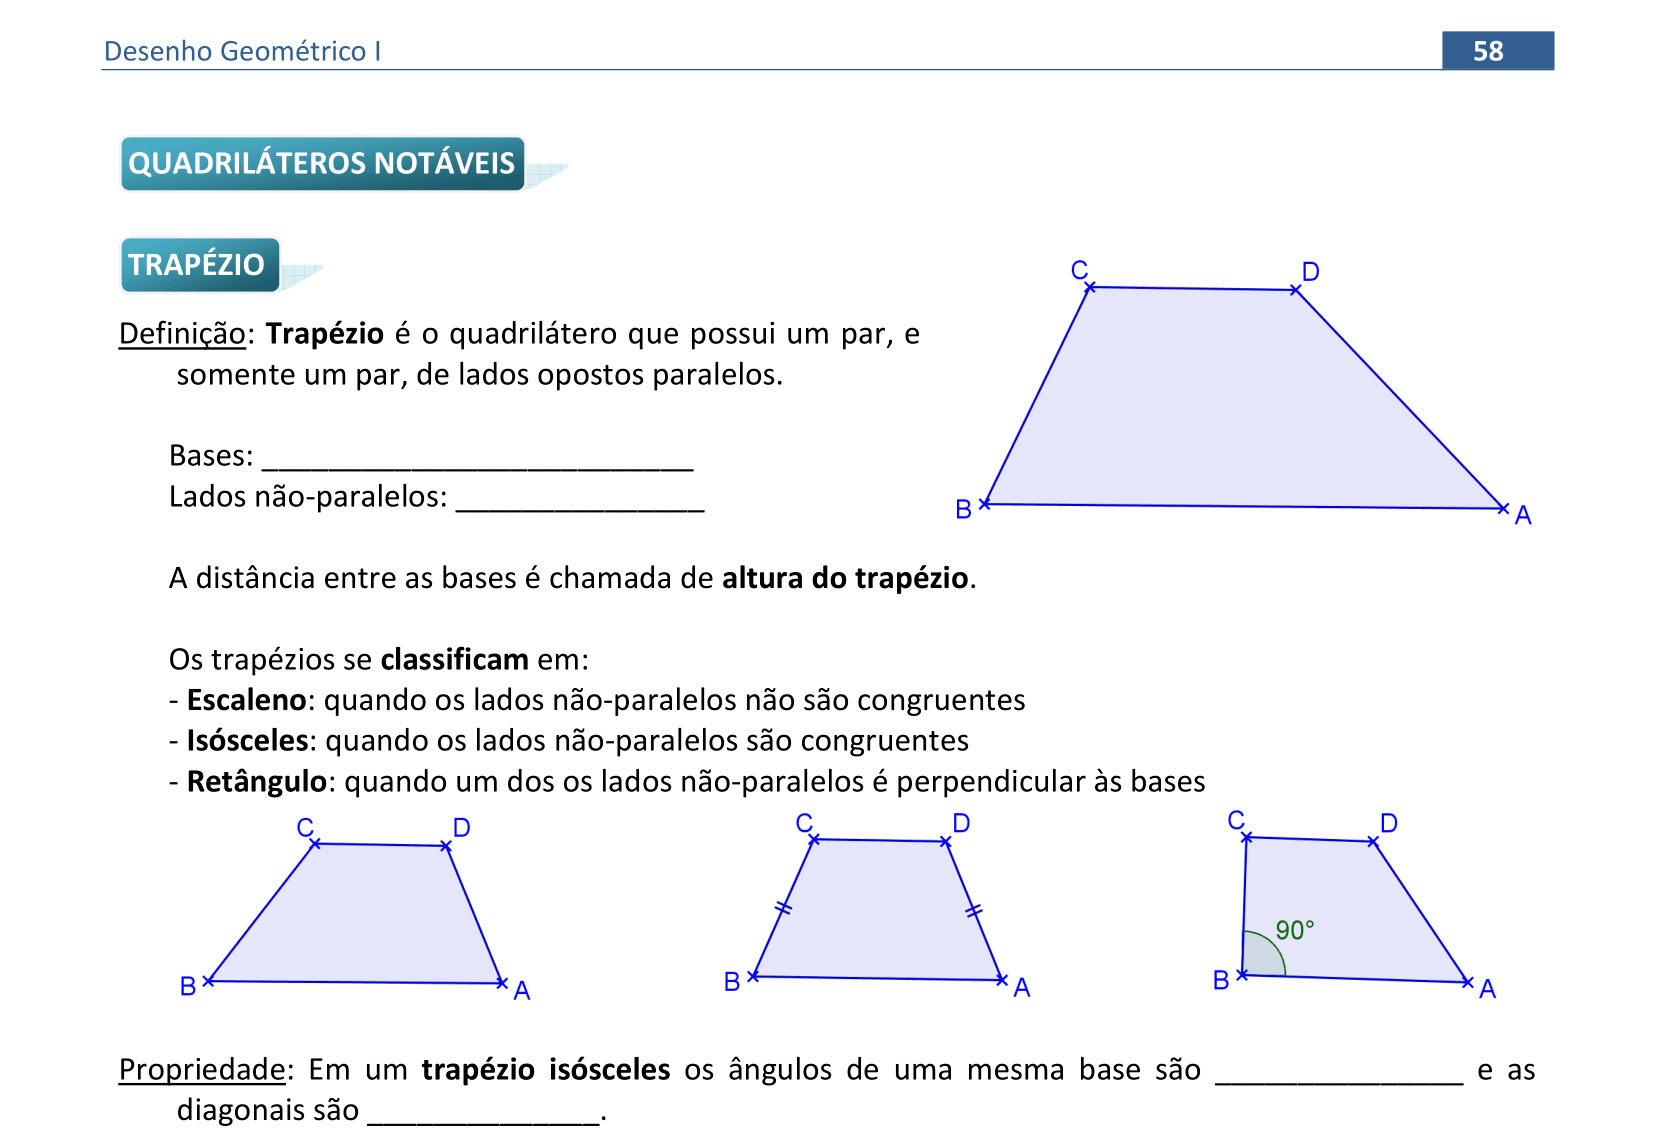 Desenho Geométrico I
58
QUADRILÁTEROS NOTÁVEIS
TRAPÉZIO
Definição: Trapézio é o quadrilátero que possui um par, e
somente um par, de lados opostos paralelos.
Bases: __________________________
Lados não-paralelos: _______________
C
D
B
A
A distância entre as bases é chamada de altura do trapézio.
Os trapézios se classificam em:
- Escaleno: quando os lados não-paralelos não são congruentes
- Isósceles: quando os lados não-paralelos são congruentes
- Retângulo: quando um dos os lados não-paralelos é perpendicular às bases
C
D
B
A
C
D
B
A
C
D
90°
B
A
Propriedade: Em um trapézio isósceles os ângulos de uma mesma base são _______________ e as
diagonais são ______________.